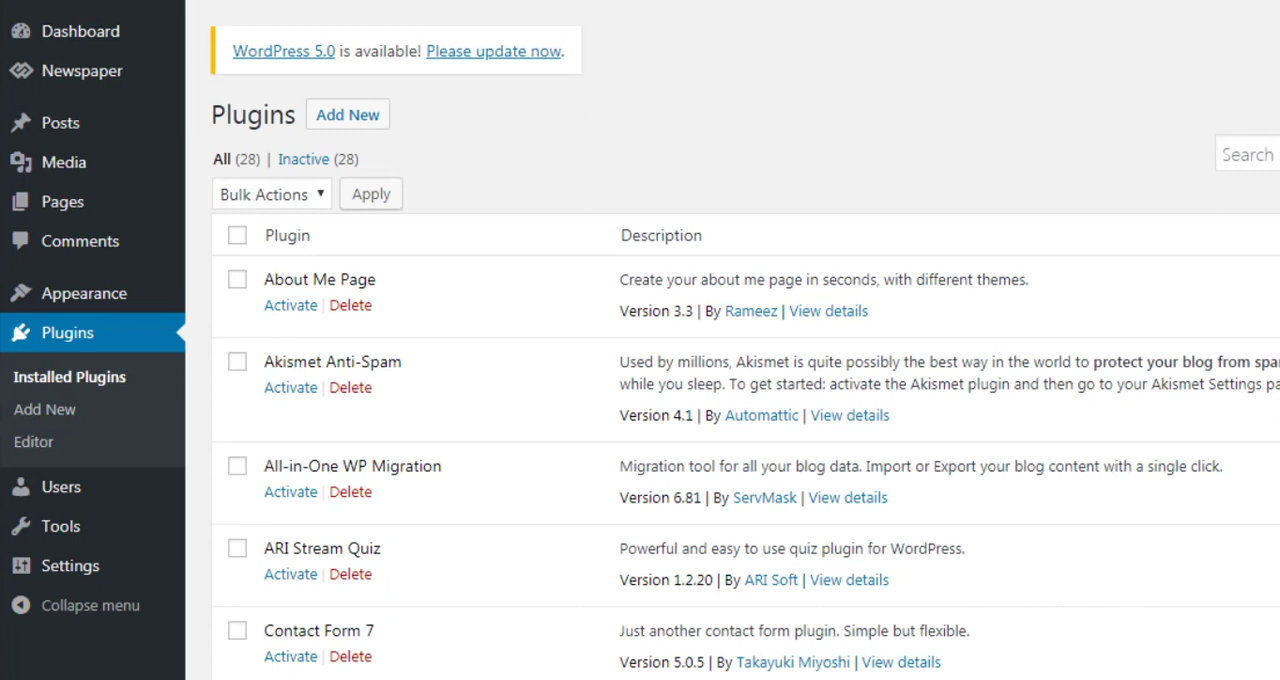 Dashboard
Newspaper
Posts
Media
Pages
Comments
Appearance
Plugins
Installed Plugins
Add New
Editor
Users
Tools
Settings
Collapse menu
WordPress 5.0 is available! Please update now.
Plugins Add New
All (28) | Inactive (28)
Search
Bulk Actions ▼ Apply
Plugin Description
About Me Page
Activate | Delete
Create your about me page in seconds, with different themes.
Version 3.3 | By Rameez | View details
Akismet Anti-Spam
Activate | Delete
Used by millions, Akismet is quite possibly the best way in the world to protect your blog from
while you sleep. To get started: activate the Akismet plugin and then go to your Akismet Settings
Version 4.1 | By Automattic | View details
All-in-One WP Migration
Activate | Delete
Migration tool for all your blog data. Import or Export your blog content with a single click.
Version 6.81 | By ServMask | View details
ARI Stream Quiz
Activate | Delete
Powerful and easy to use quiz plugin for WordPress.
Version 1.2.20 | By ARI Soft | View details
Contact Form 7
Activate | Delete
Just another contact form plugin. Simple but flexible.
Version 5.0.5 | By Takayuki Miyoshi | View details